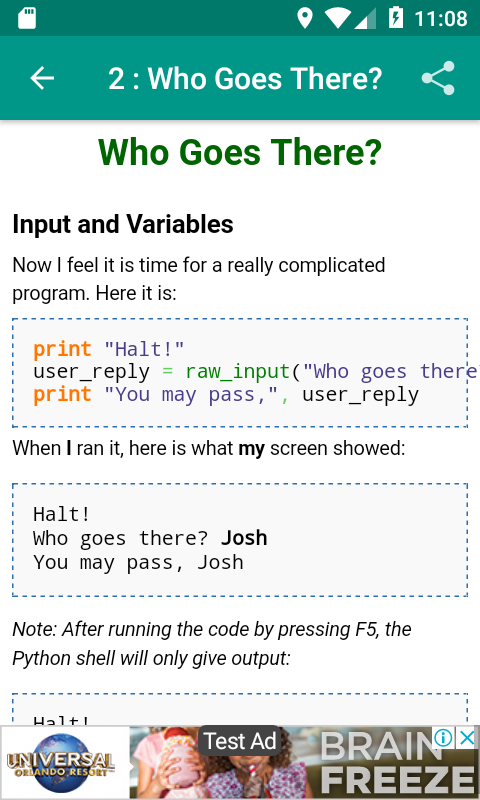 11:08
2 : Who Goes There?
Who Goes There?
Input and Variables
Now I feel it is time for a really complicated
program. Here it is:
print "Halt!"
user_reply = raw_input("Who goes there
print "You may pass,", user_reply
When I ran it, here is what my screen showed:
Halt!
Who goes there? Josh
You may pass, Josh
Note: After running the code by pressing F5, the
Python shell will only give output:
Halt!
Test Ad
UNIVERSAL
ORLANDO RESORT
BRAIN
FREEZE